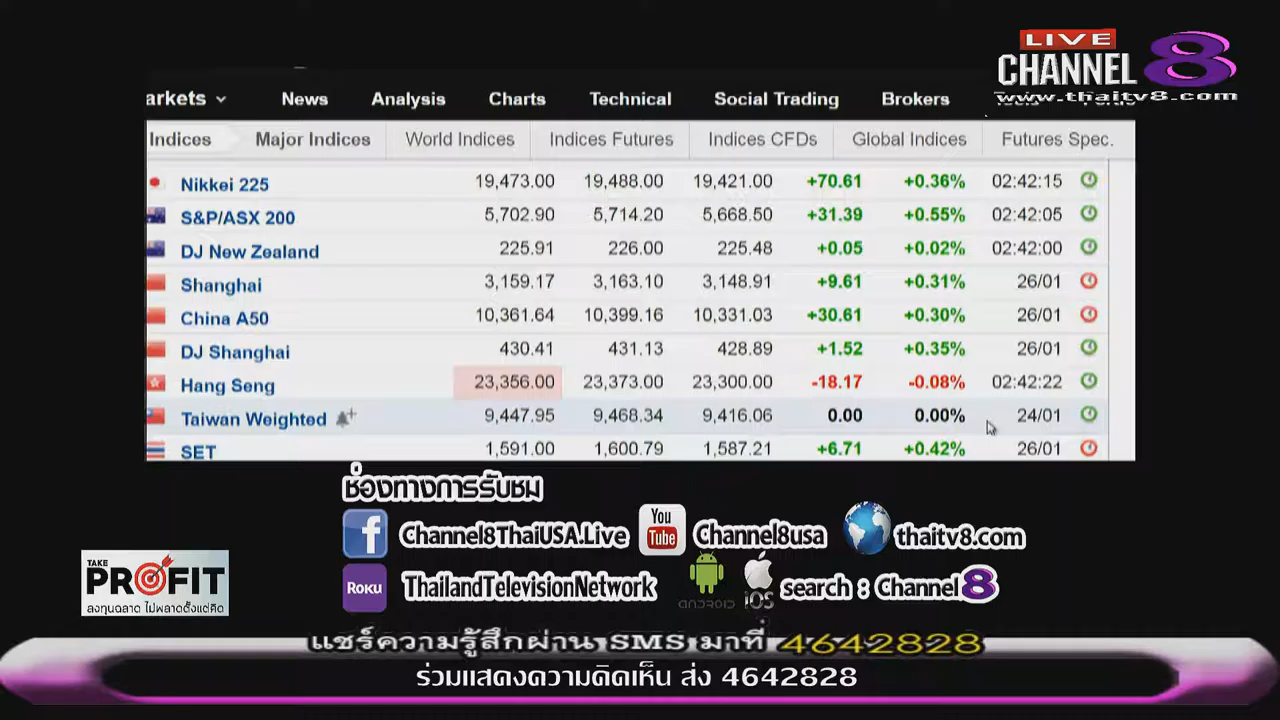 LIVE
CHANNEL 8
www.thaitv8.com
arkets News Analysis Charts Technical Social Trading Brokers
Indices Major Indices World Indices Indices Futures Indices CFDs Global Indices Futures Spec.
Nikkei 225 19,473.00 19,488.00 19,421.00 +70.61 +0.36% 02:42:15
S&P/ASX 200 5,702.90 5,714.20 5,668.50 +31.39 +0.55% 02:42:05
DJ New Zealand 225.91 226.00 225.48 +0.05 +0.02% 02:42:00
Shanghai 3,159.17 3,163.10 3,148.91 +9.61 +0.31% 26/01
China A50 10,361.64 10,399.16 10,331.03 +30.61 +0.30% 26/01
DJ Shanghai 430.41 431.13 428.89 +1.52 +0.35% 26/01
Hang Seng 23,356.00 23,373.00 23,300.00 -18.17 -0.08% 02:42:22
Taiwan Weighted 9,447.95 9,468.34 9,416.06 0.00 0.00% 24/01
SET 1,591.00 1,600.79 1,587.21 +6.71 +0.42% 26/01
ช่องทางการรับชม
f Channel8ThaiUSA.Live You Tube Channel8usa thaitv8.com
ROKU ThailandTelevisionNetwork ANDROID iOS search 8 Channel 8
TAKE
PROFIT
ลงทุนฉลาด ไม่พลาดตั้งแต่คิด
แชร์ความรู้สึกผ่าน SMS มาที่ 4642828
ร่วมแสดงความคิดเห็น ส่ง 4642828